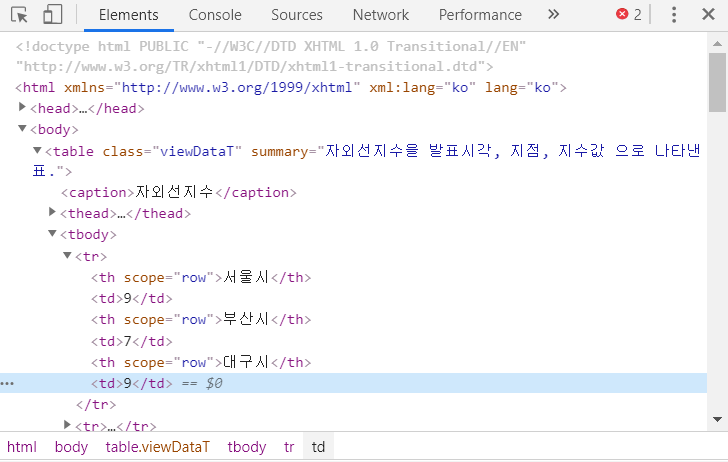 Elements Console Sources Network Performance » 2
<!doctype html PUBLIC "-//W3C//DTD XHTML 1.0 Transitional//EN"
"http://www.w3.org/TR/xhtml1/DTD/xhtml1-transitional.dtd">
<html xmlns="http://www.w3.org/1999/xhtml" xml:lang="ko" lang="ko">
<head>…</head>
<body>
<table class="viewDataT" summary="자외선지수을 발표시각, 지점, 지수값 으로 나타낸
표.">
<caption>자외선지수</caption>
<thead>…</thead>
<tbody>
<tr>
<th scope="row">서울시</th>
<td>9</td>
<th scope="row">부산시</th>
<td>7</td>
<th scope="row">대구시</th>
… <td>9</td> == $0
</tr>
<tr>…</tr>
html body table.viewDataT tbody tr td